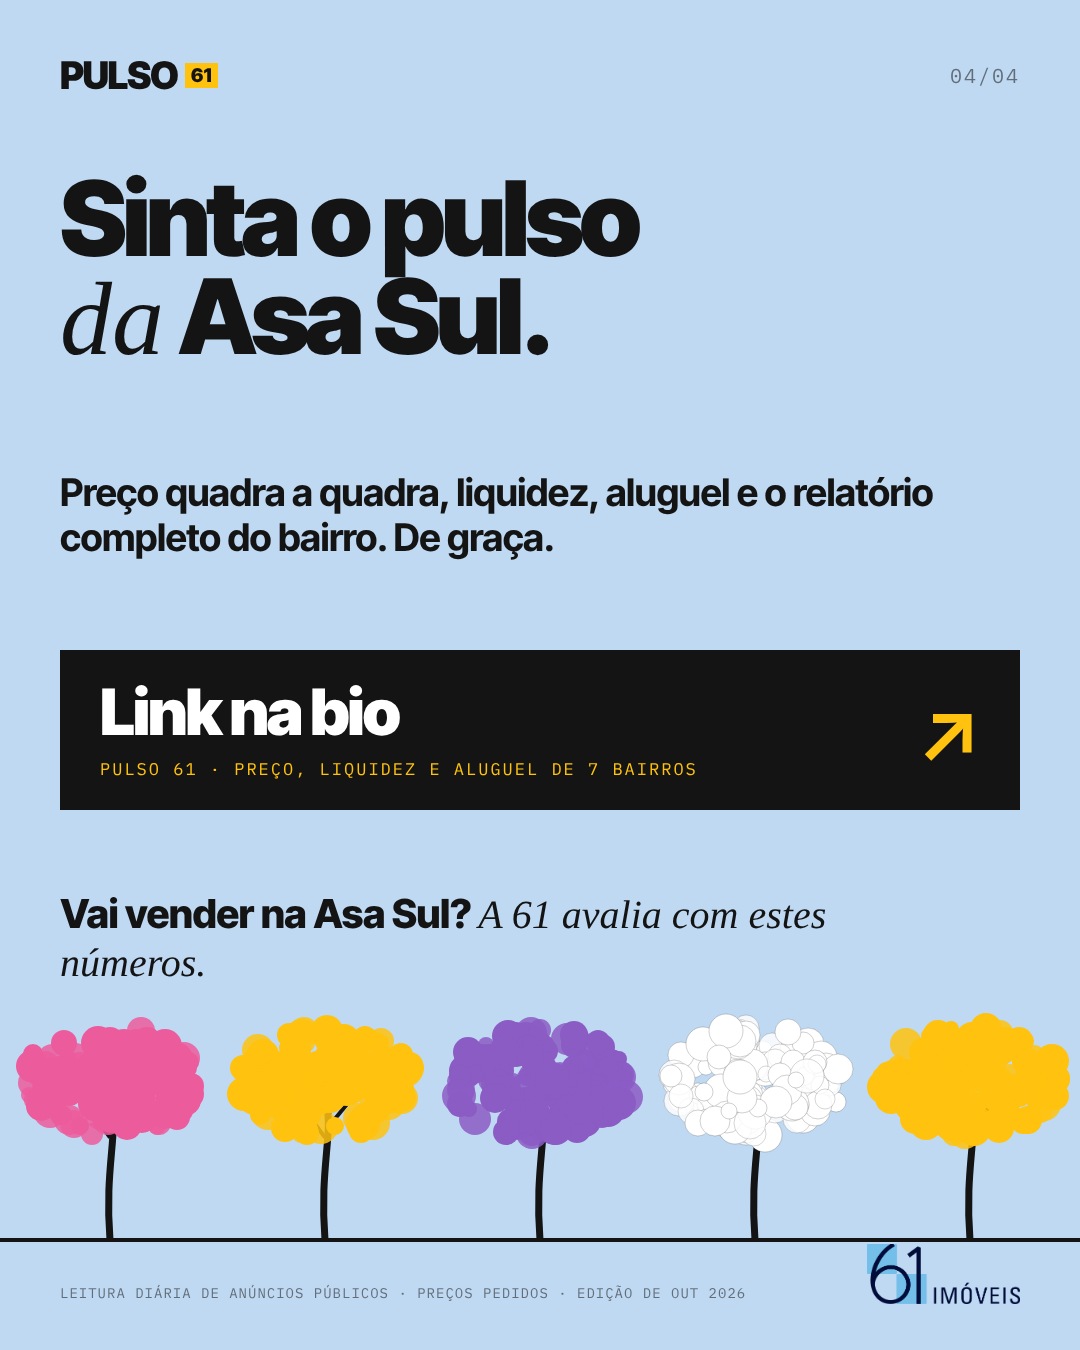 PULSO 61
04/04
Sinta o pulso
da Asa Sul.
Preço quadra a quadra, liquidez, aluguel e o relatório
completo do bairro. De graça.
Link na bio
PULSO 61 · PREÇO, LIQUIDEZ E ALUGUEL DE 7 BAIRROS
Vai vender na Asa Sul? A 61 avalia com estes
números.
LEITURA DIÁRIA DE ANÚNCIOS PÚBLICOS · PREÇOS PEDIDOS · EDIÇÃO DE OUT 2026
61 IMÓVEIS